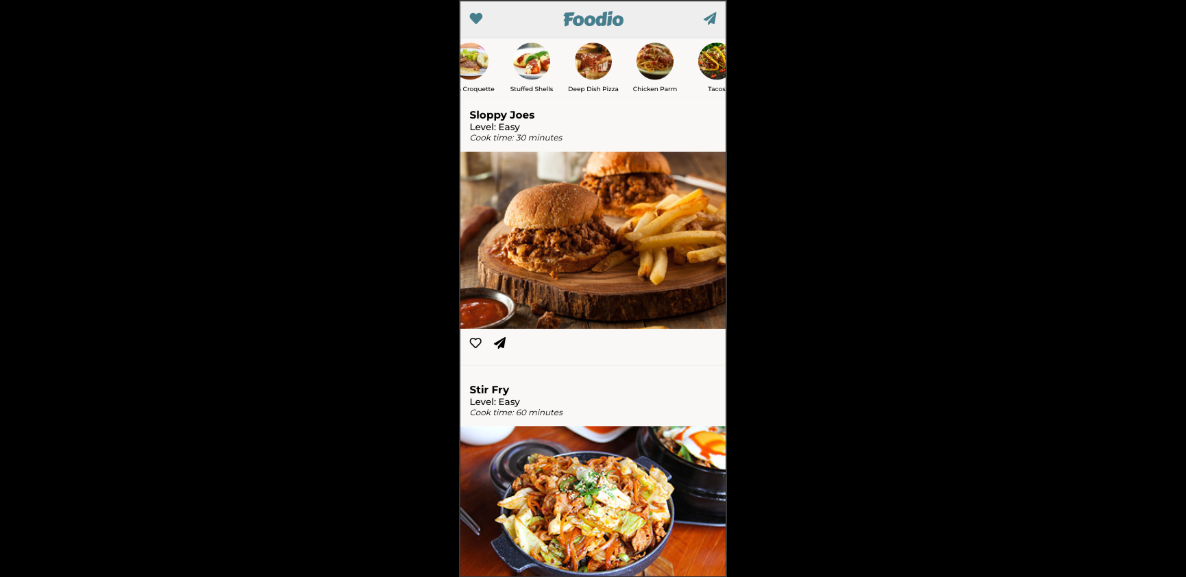 Foodio
Croquette
Stuffed Shells
Deep Dish Pizza
Chicken Parm
Tacos
Sloppy Joes
Level: Easy
Cook time: 30 minutes
Stir Fry
Level: Easy
Cook time: 60 minutes